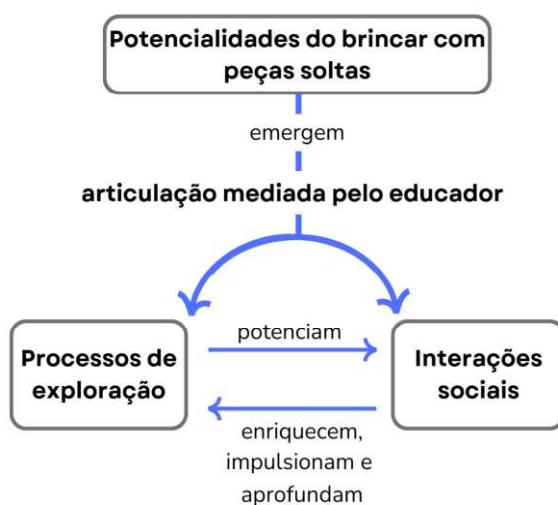 Potencialidades do brincar com
peças soltas
emergem
articulação mediada pelo educador
Processos de
exploração
potenciam
Interações
sociais
enriquecem,
impulsionam e
aprofundam